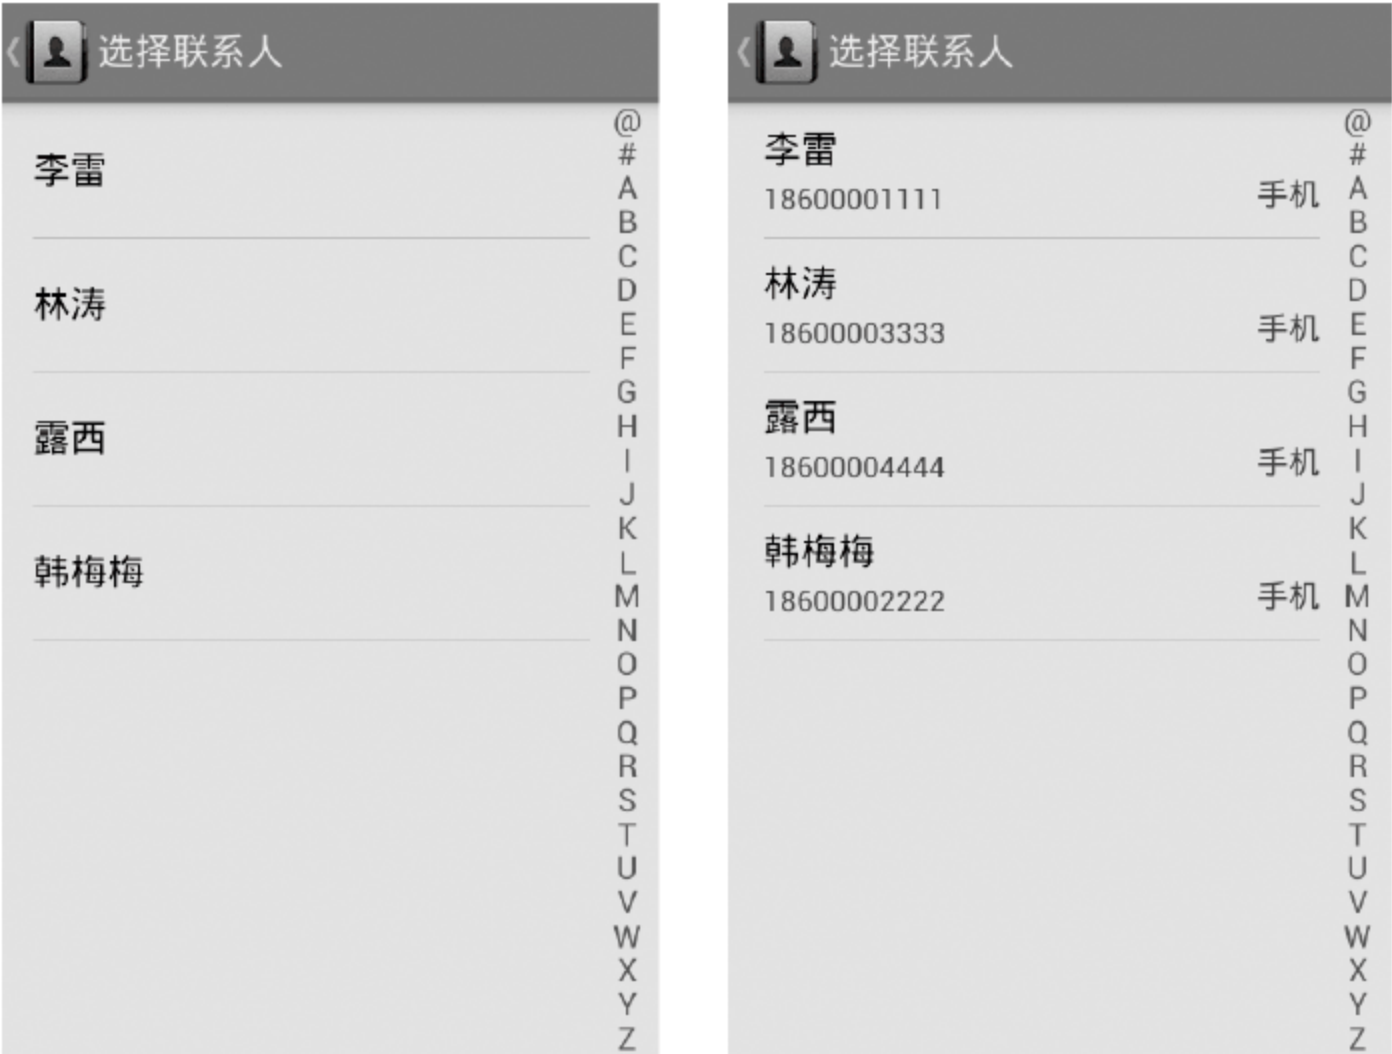 选择联系人
李雷
林涛
露西
韩梅梅
@
#
A
B
C
D
E
F
G
H
I
J
K
L
M
N
O
P
Q
R
S
T
U
V
W
X
Y
Z
选择联系人
李雷
18600001111 手机
林涛
18600003333 手机
露西
18600004444 手机
韩梅梅
18600002222 手机
@
#
A
B
C
D
E
F
G
H
I
J
K
L
M
N
O
P
Q
R
S
T
U
V
W
X
Y
Z